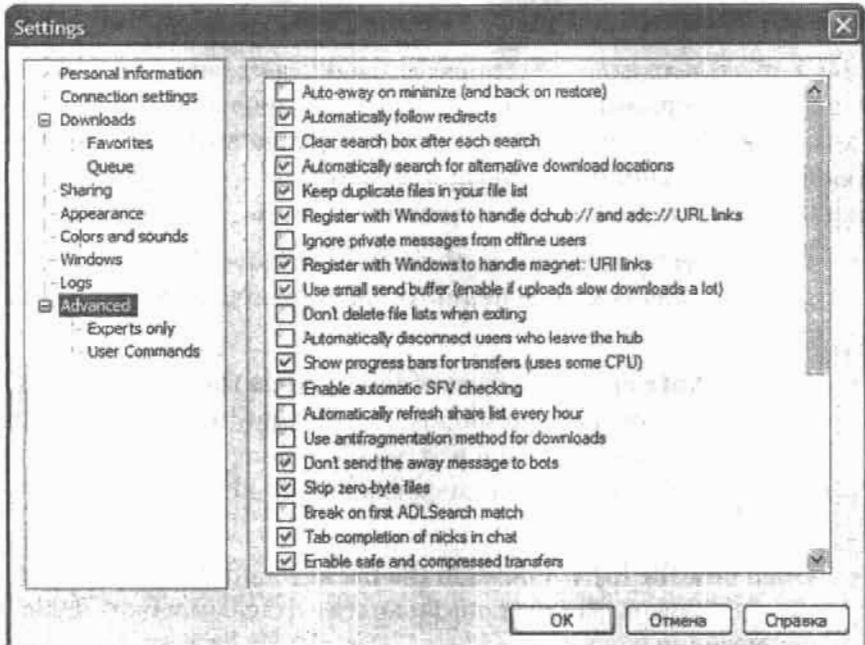 Settings
Personal information
Connection settings
Downloads
Favorites
Queue
Sharing
Appearance
Colors and sounds
Windows
Logs
Advanced
Experts only
User Commands
Auto-away on minimize (and back on restore)
Automatically follow redirects
Clear search box after each search
Automatically search for alternative download locations
Keep duplicate files in your file list
Register with Windows to handle dchub:// and adc:// URL links
Ignore private messages from offline users
Register with Windows to handle magnet: URI links
Use small send buffer (enable if uploads slow downloads a lot)
Don't delete file lists when exiting
Automatically disconnect users who leave the hub
Show progress bars for transfers (uses some CPU)
Enable automatic SFV checking
Automatically refresh share list every hour
Use antifragmentation method for downloads
Don't send the away message to bots
Skip zero-byte files
Break on first ADLSearch match
Tab completion of nicks in chat
Enable safe and compressed transfers
OK
Отмена
Справка